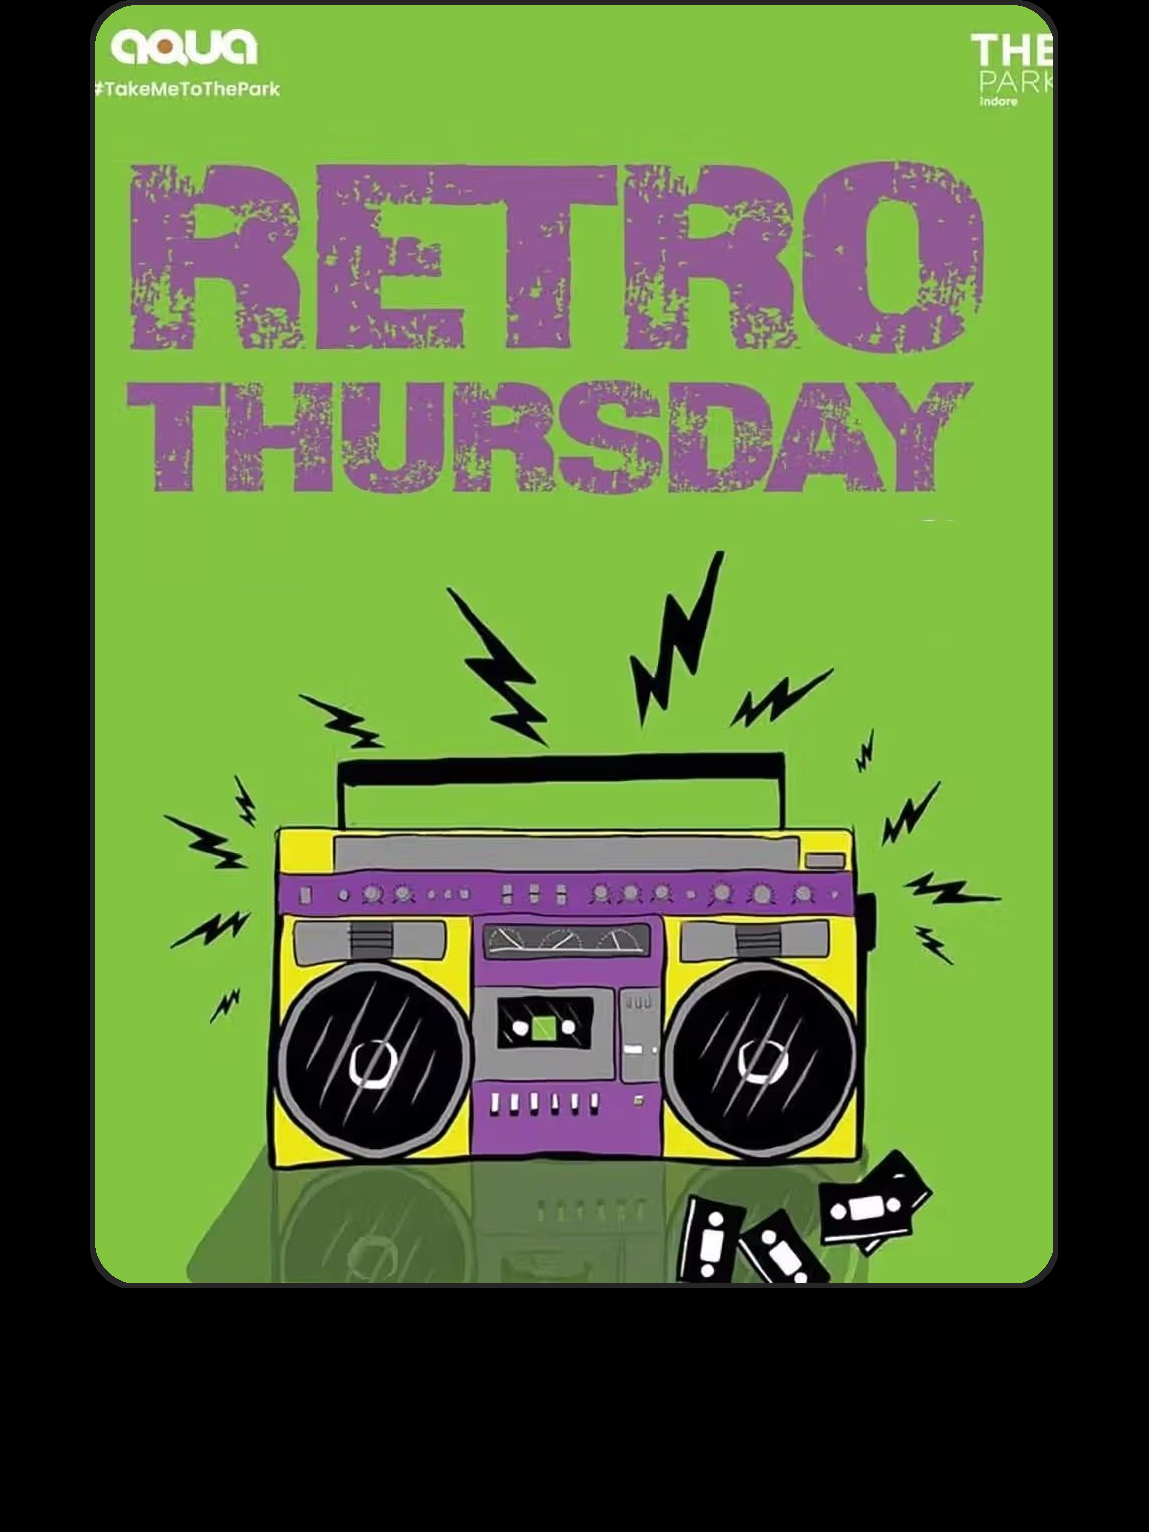 aqua
#TakeMeToThePark
THE
PARK
Indore
RETRO
THURSDAY